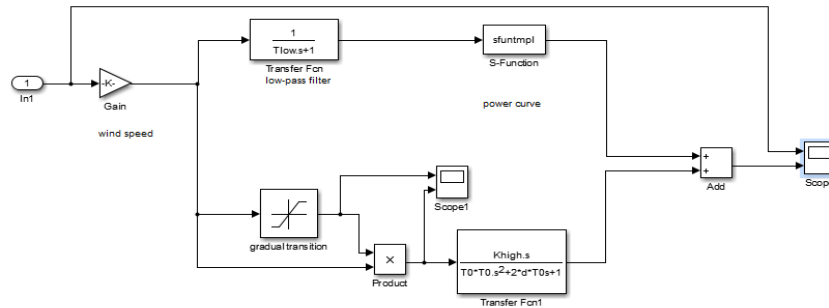 1
In1
-K-
Gain
wind speed
1
Tlow.s+1
Transfer Fcn
low-pass filter
sfuntmpl
S-Function
power curve
gradual transition
×
Product
Scope1
Khigh.s
T0*T0.s²+2*d*T0s+1
Transfer Fcn1
+
+
Add
Scop